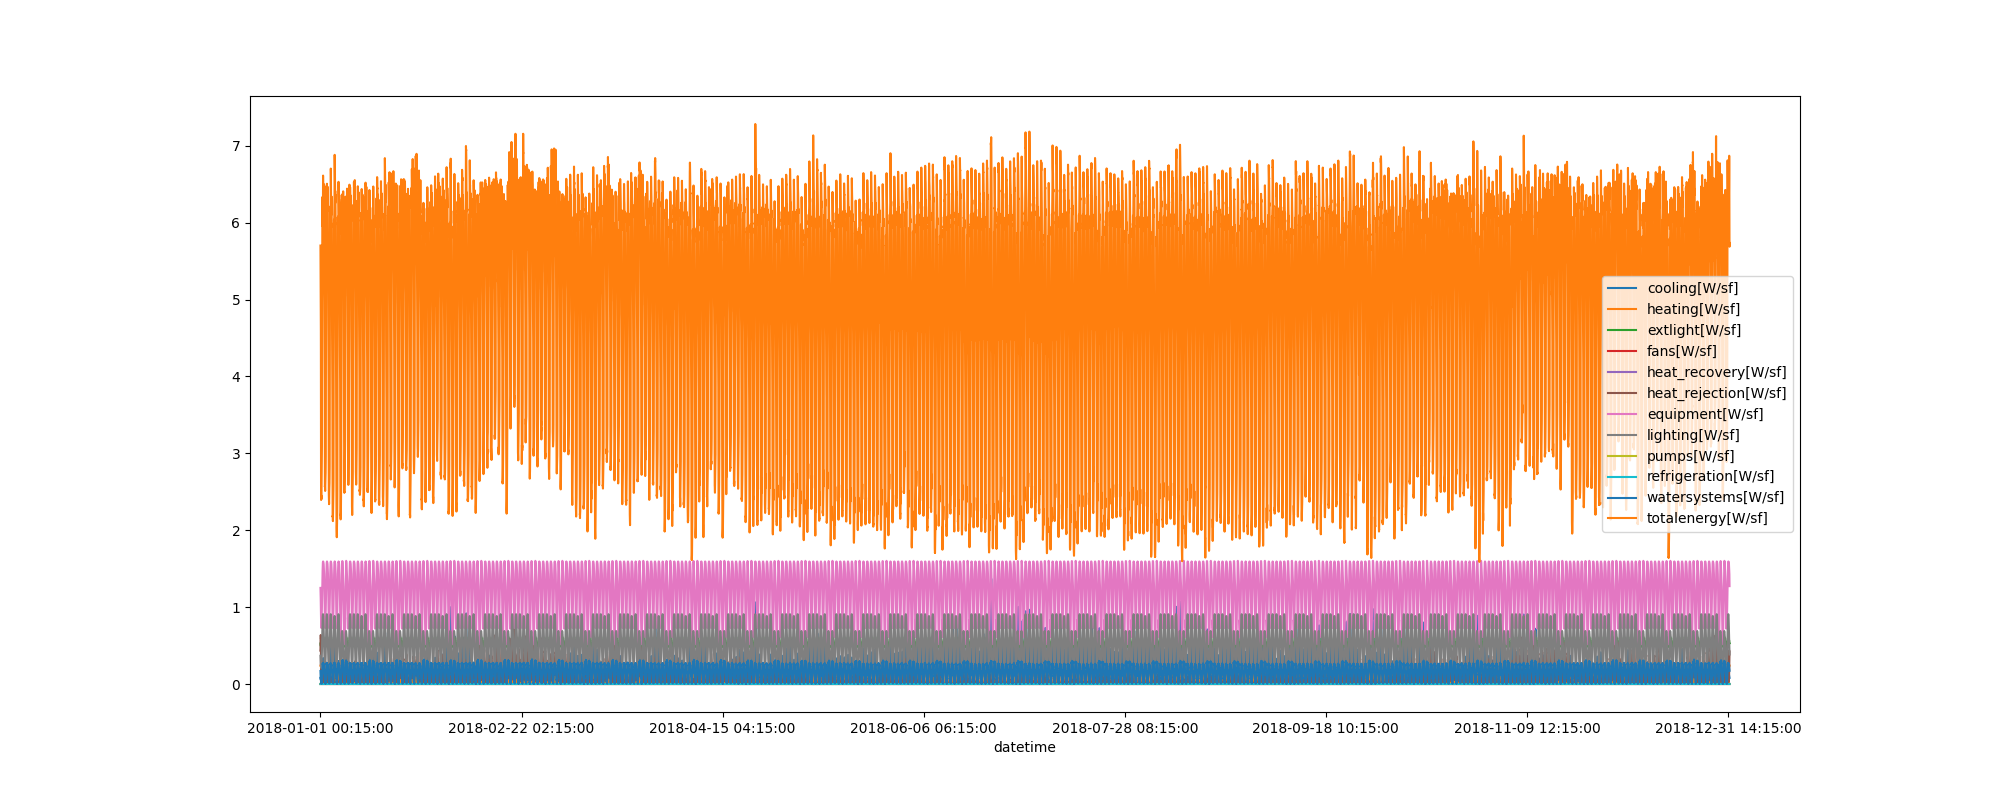 7
6
5
4
3
2
1
0
cooling[W/sf]
heating[W/sf]
extlight[W/sf]
fans[W/sf]
heat_recovery[W/sf]
heat_rejection[W/sf]
equipment[W/sf]
lighting[W/sf]
pumps[W/sf]
refrigeration[W/sf]
watersystems[W/sf]
totalenergy[W/sf]
2018-01-01 00:15:00 2018-02-22 02:15:00 2018-04-15 04:15:00 2018-06-06 06:15:00 2018-07-28 08:15:00 2018-09-18 10:15:00 2018-11-09 12:15:00 2018-12-31 14:15:00
datetime